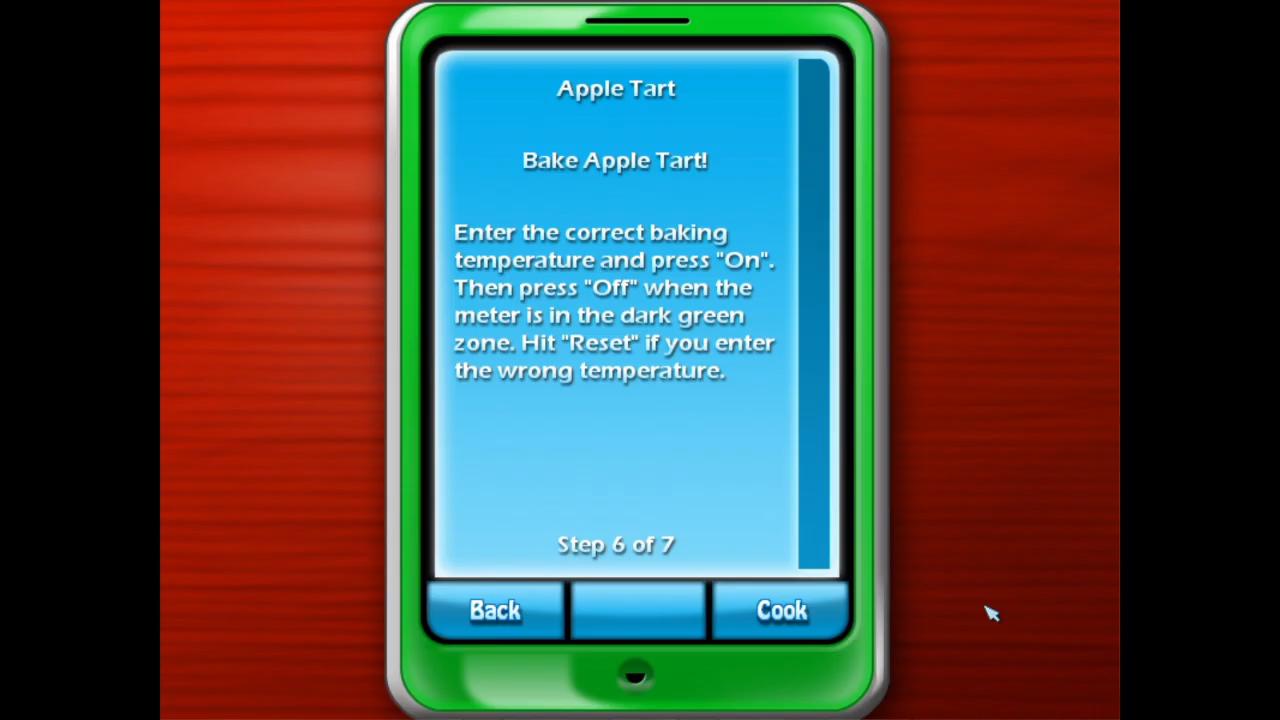 Apple Tart
Bake Apple Tart!
Enter the correct baking
temperature and press "On".
Then press "Off" when the
meter is in the dark green
zone. Hit "Reset" if you enter
the wrong temperature.
Step 6 of 7
Back
Cook